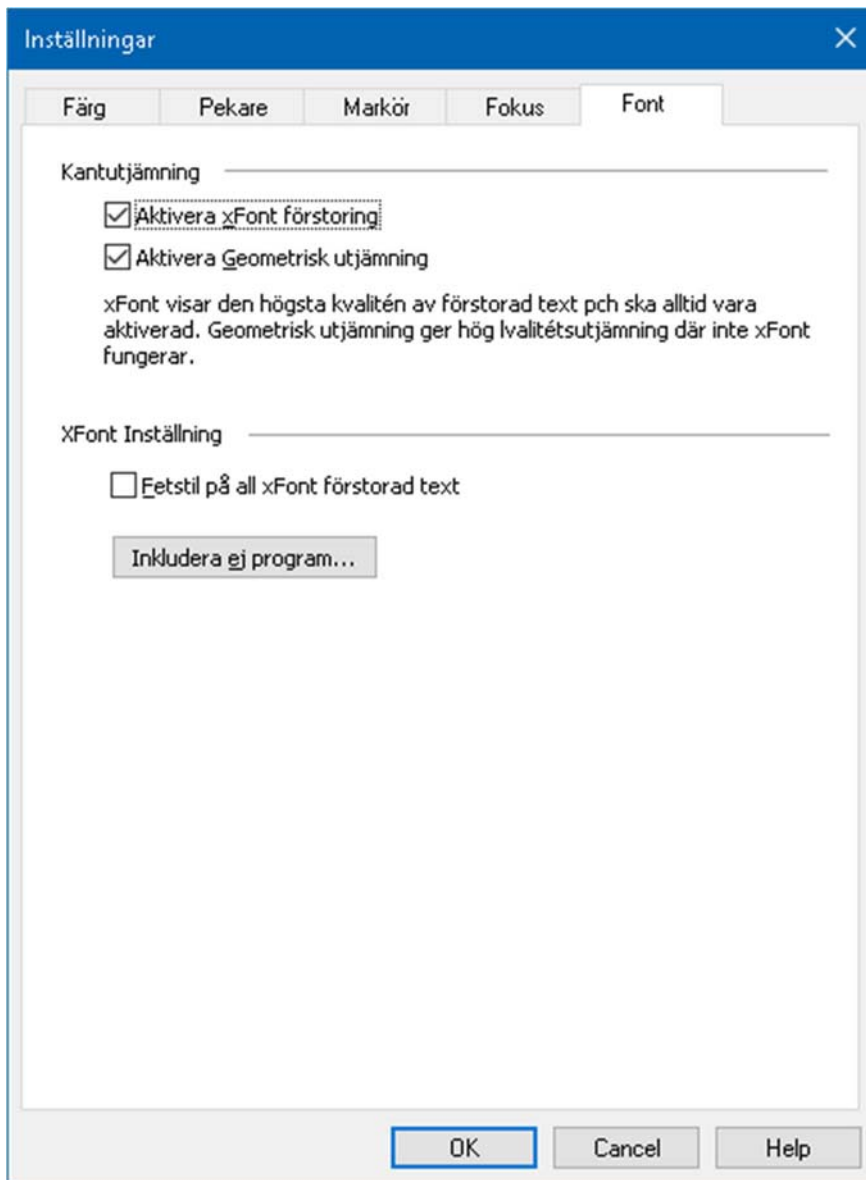 Inställningar
Färg Pekare Markör Fokus Font
Kantutjämning
Aktivera xFont förstoring
Aktivera Geometrisk utjämning
xFont visar den högsta kvalitén av förstorad text pch ska alltid vara
aktiverad. Geometrisk utjämning ger hög lvalitétsutjämning där inte xFont
fungerar.
XFont Inställning
Fetstil på all xFont förstorad text
Inkludera ej program...
OK Cancel Help